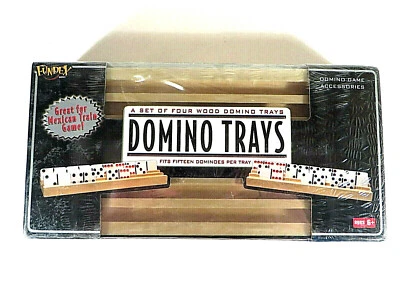 FUNDEX
Great for
Mexican Train
Game!
DOMINO GAME
ACCESSORIES
A SET OF FOUR WOOD DOMINO TRAYS
DOMINO TRAYS
FITS FIFTEEN DOMINOES PER TRAY
AGES 6+